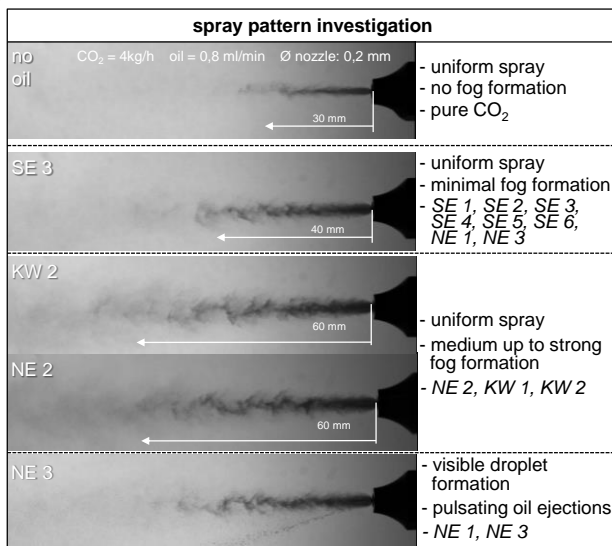 spray pattern investigation
no
oil
CO₂ = 4kg/h oil = 0,8 ml/min Ø nozzle: 0,2 mm
30 mm
- uniform spray
- no fog formation
- pure CO₂
SE 3
40 mm
- uniform spray
- minimal fog formation
- SE 1, SE 2, SE 3,
SE 4, SE 5, SE 6,
NE 1, NE 3
KW 2
60 mm
NE 2
60 mm
- uniform spray
- medium up to strong
fog formation
- NE 2, KW 1, KW 2
NE 3
- visible droplet
formation
- pulsating oil ejections
- NE 1, NE 3